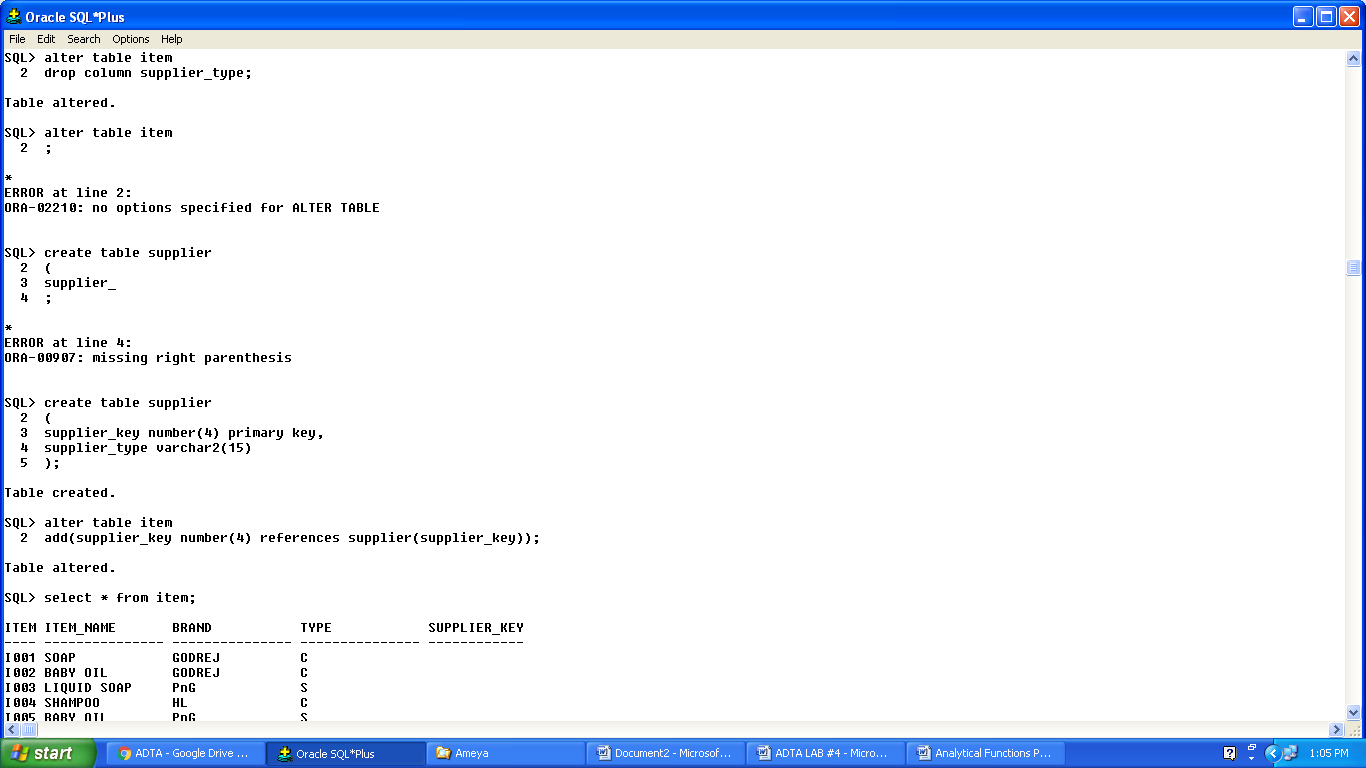 Oracle SQL*Plus
File Edit Search Options Help
SQL> alter table item
  2  drop column supplier_type;
Table altered.
SQL> alter table item
  2  ;
*
ERROR at line 2:
ORA-02210: no options specified for ALTER TABLE
SQL> create table supplier
  2  (
  3  supplier_
  4  ;
*
ERROR at line 4:
ORA-00907: missing right parenthesis
SQL> create table supplier
  2  (
  3  supplier_key number(4) primary key,
  4  supplier_type varchar2(15)
  5  );
Table created.
SQL> alter table item
  2  add(supplier_key number(4) references supplier(supplier_key));
Table altered.
SQL> select * from item;
ITEM ITEM_NAME       BRAND           TYPE            SUPPLIER_KEY
---- --------------- --------------- --------------- ------------
I001 SOAP            GODREJ          C
I002 BABY OIL        GODREJ          C
I003 LIQUID SOAP     PnG             S
I004 SHAMPOO         HL              C
I005 BABY OIL        PnG             S
start ADTA - Google Drive ... Oracle SQL*Plus Ameya Document2 - Microsof... ADTA LAB #4 - Micro... Analytical Functions P... 1:05 PM